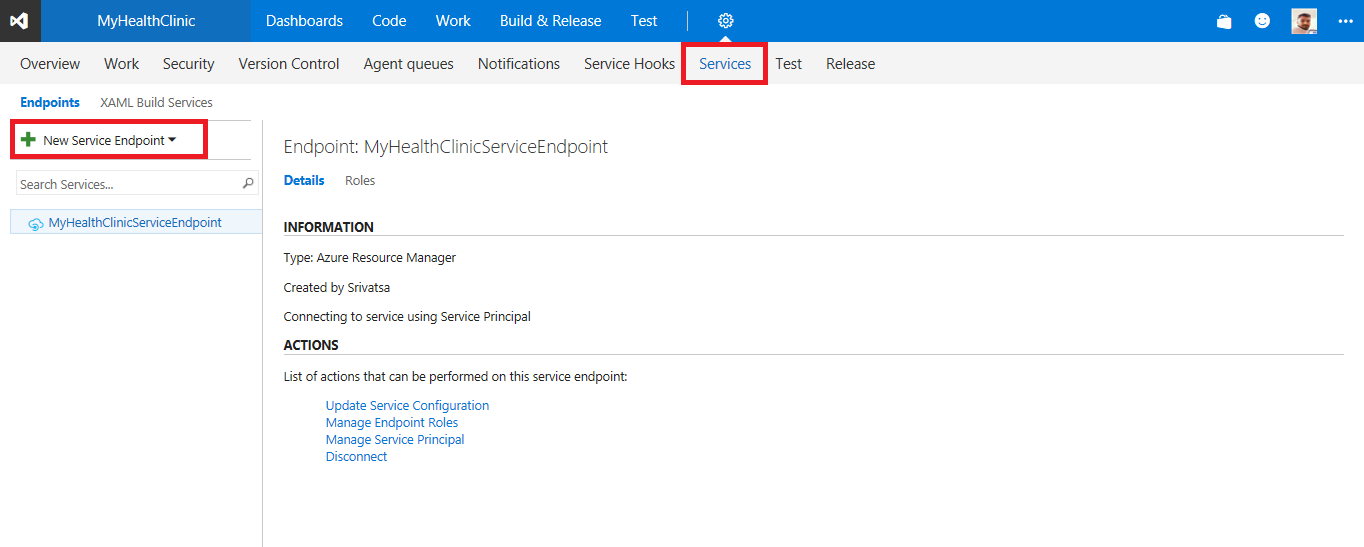 MyHealthClinic Dashboards Code Work Build & Release Test
Overview Work Security Version Control Agent queues Notifications Service Hooks Services Test Release
Endpoints XAML Build Services
New Service Endpoint
Search Services...
MyHealthClinicServiceEndpoint
Endpoint: MyHealthClinicServiceEndpoint
Details Roles
INFORMATION
Type: Azure Resource Manager
Created by Srivatsa
Connecting to service using Service Principal
ACTIONS
List of actions that can be performed on this service endpoint:
Update Service Configuration
Manage Endpoint Roles
Manage Service Principal
Disconnect